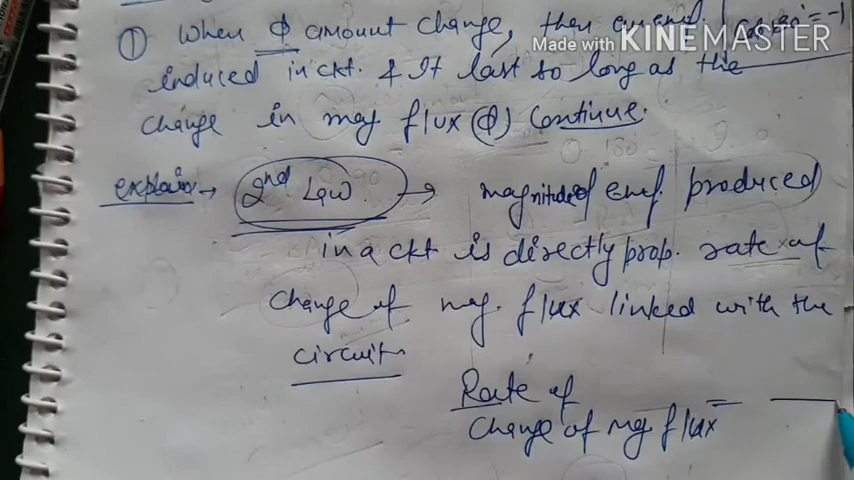 ① When Φ amount change, then an emf.
Made with KINEMASTER
induced in ckt. & It last so long as the
change in mag flux (Φ) continue.
explain → 2nd Law → magnitude of emf. produced
in a ckt is directly prop. rate of
change of mag. flux linked with the
circuit
Rate of
change of mg flux =